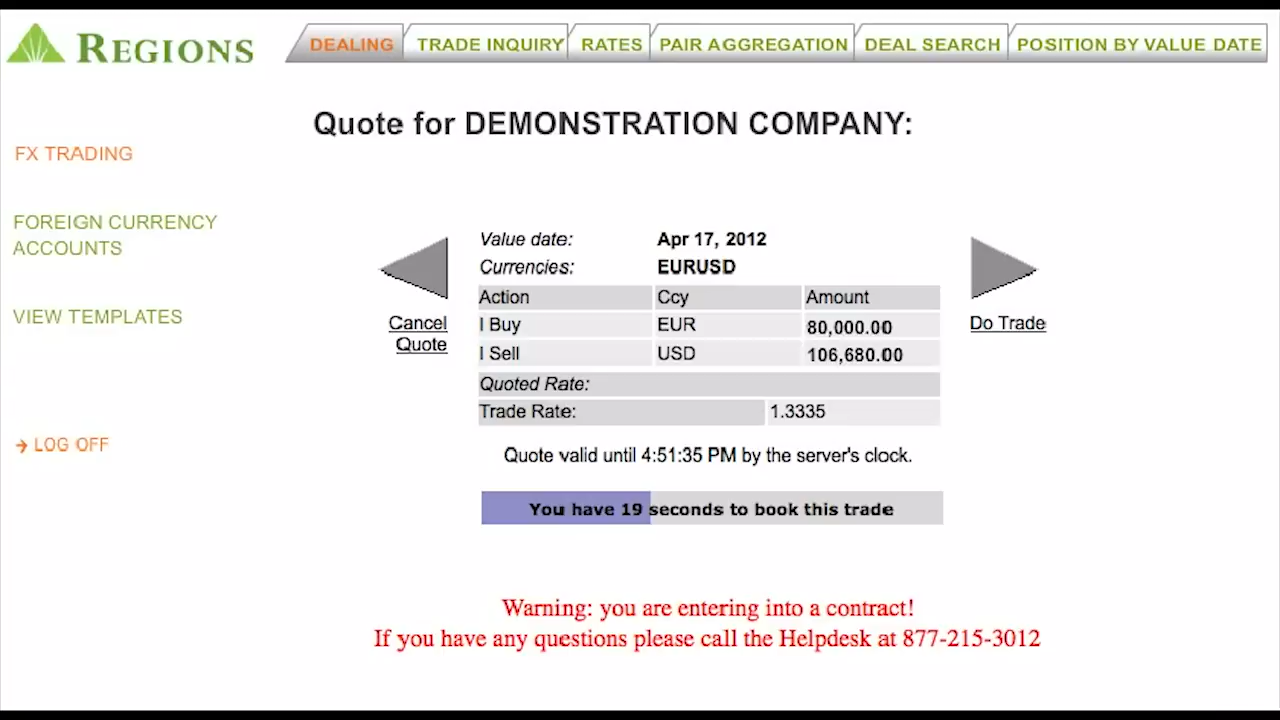 REGIONS
DEALING TRADE INQUIRY RATES PAIR AGGREGATION DEAL SEARCH POSITION BY VALUE DATE
Quote for DEMONSTRATION COMPANY:
FX TRADING
FOREIGN CURRENCY
ACCOUNTS
VIEW TEMPLATES
LOG OFF
Cancel
Quote
Value date: Apr 17, 2012
Currencies: EURUSD
Action Ccy Amount
I Buy EUR 80,000.00
I Sell USD 106,680.00
Quoted Rate:
Trade Rate: 1.3335
Do Trade
Quote valid until 4:51:35 PM by the server's clock.
You have 19 seconds to book this trade
Warning: you are entering into a contract!
If you have any questions please call the Helpdesk at 877-215-3012